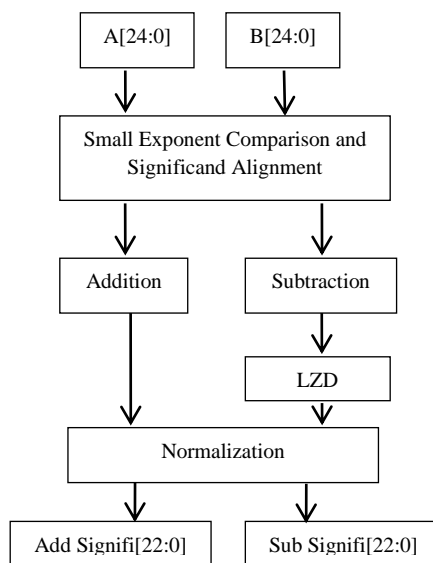 A[24:0]
B[24:0]
Small Exponent Comparison and
Significand Alignment
Addition
Subtraction
LZD
Normalization
Add Signifi[22:0]
Sub Signifi[22:0]